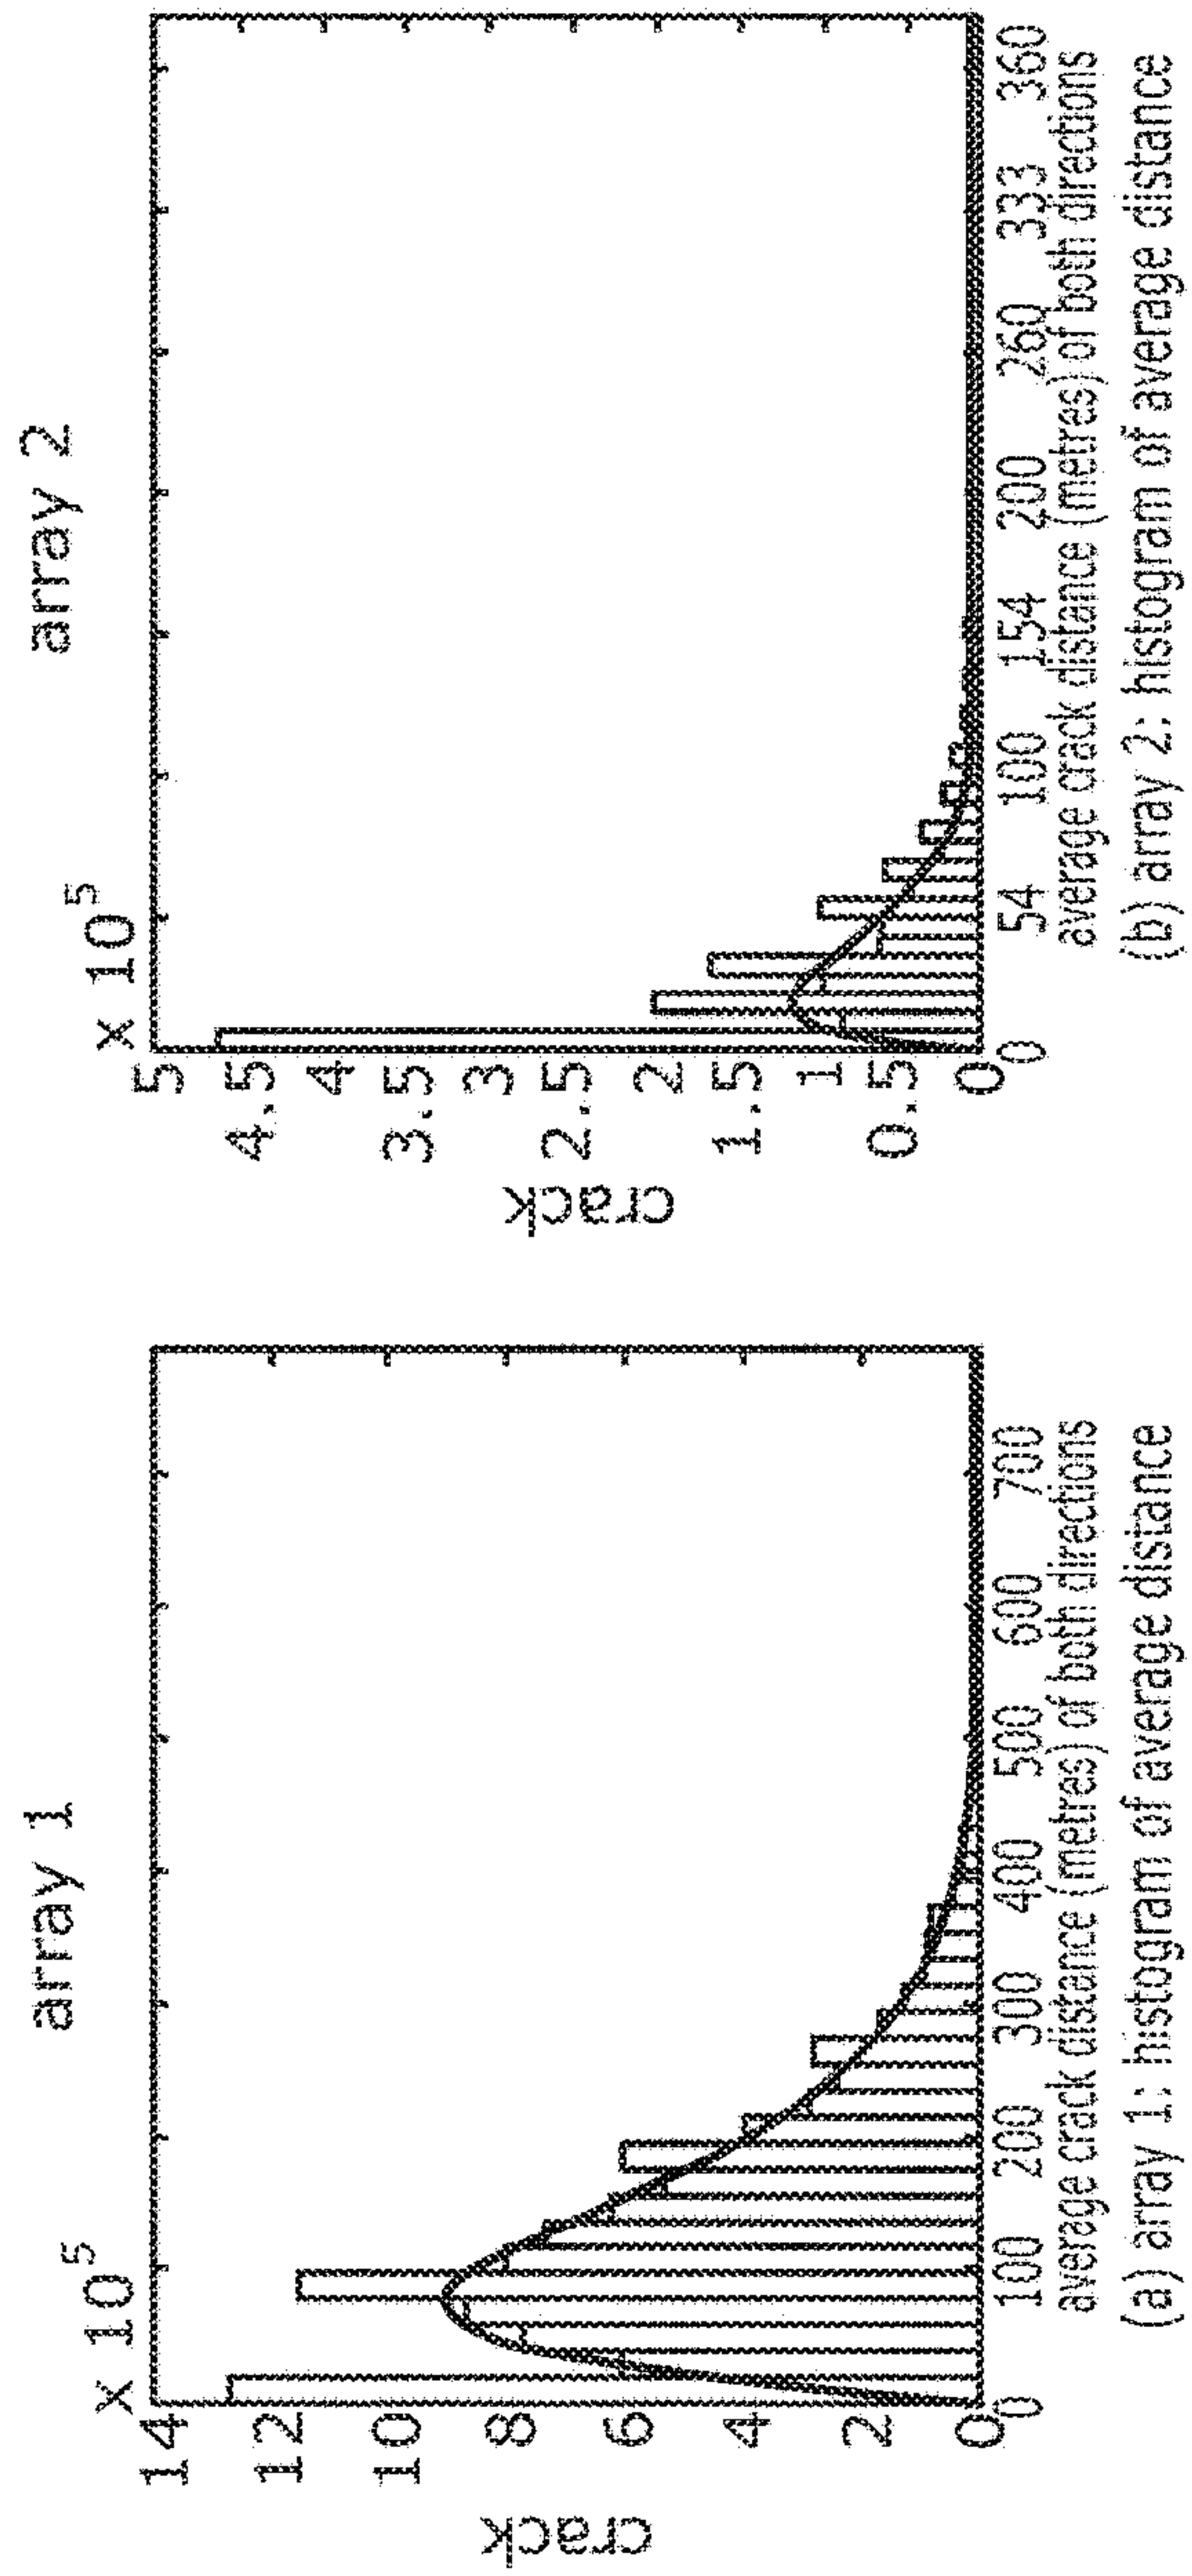 array 1
x 10^5
14
12
10
8
6
4
2
0
crack
0 100 200 300 400 500 600 700
average crack distance (metres) of both directions
(a) array 1: histogram of average distance
array 2
x 10^5
5
4.5
4
3.5
3
2.5
2
1.5
1
0.5
0
crack
0 54 100 154 200 260 333 360
average crack distance (metres) of both directions
(b) array 2: histogram of average distance